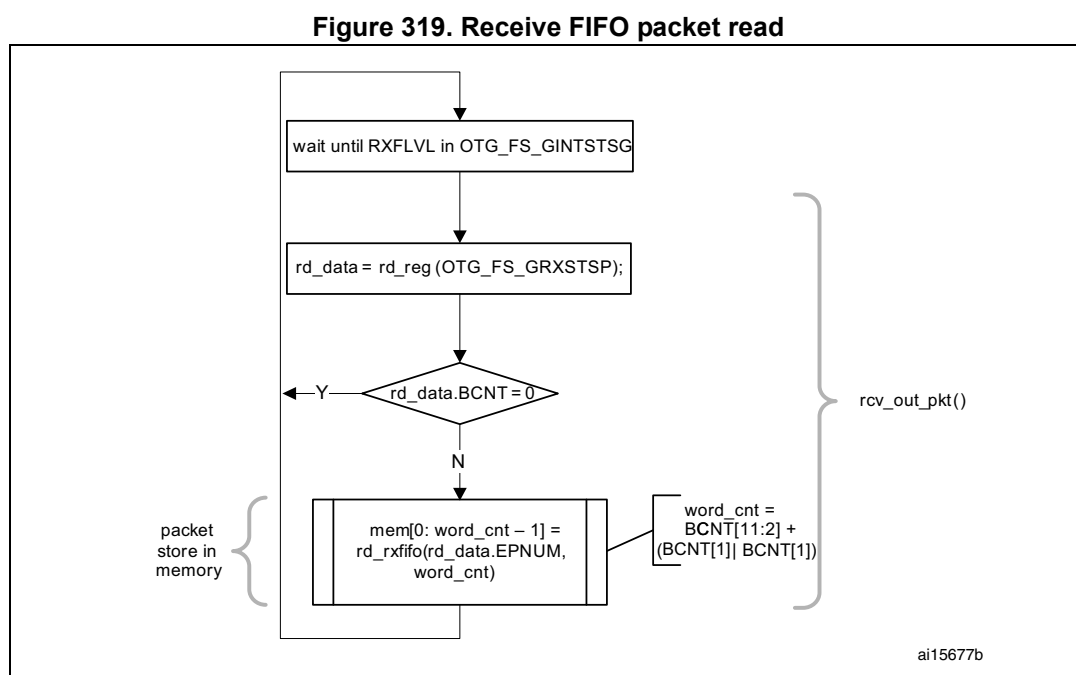 Figure 319. Receive FIFO packet read
wait until RXFLVL in OTG_FS_GINTSTSG
rd_data = rd_reg (OTG_FS_GRXSTSP);
rd_data.BCNT = 0
Y
rcv_out_pkt()
N
packet
store in
memory
mem[0: word_cnt – 1] =
rd_rxfifo(rd_data.EPNUM,
word_cnt)
word_cnt =
BCNT[11:2] +
(BCNT[1]| BCNT[1])
ai15677b